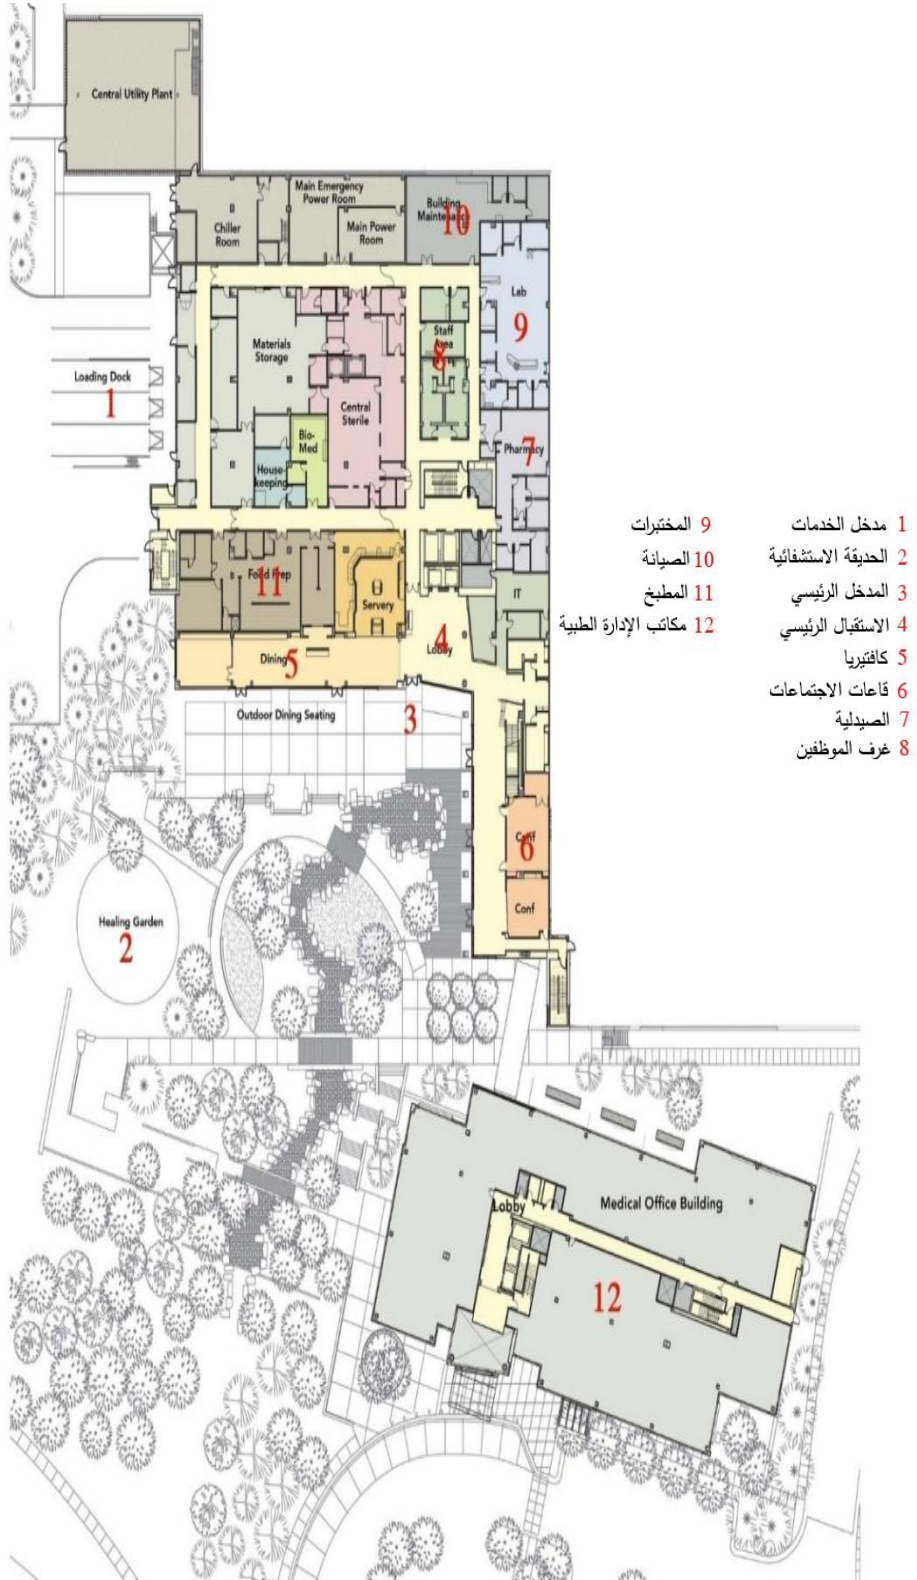 Central Utility Plant
Main Emergency
Power Room
Building
Maintenance
10
Chiller
Room
Main Power
Room
Lab
9
Staff
Area
8
Materials
Storage
Loading Dock
1
Central
Sterile
Bio-
Med
House-
keeping
Pharmacy
7
Food Prep
11
Servery
IT
Dining
5
4
Lobby
Outdoor Dining Seating
3
Conf
6
Conf
Healing Garden
2
Lobby
Medical Office Building
12
1 مدخل الخدمات
2 الحديقة الاستشفائية
3 المدخل الرئيسي
4 الاستقبال الرئيسي
5 كافتيريا
6 قاعات الاجتماعات
7 الصيدلية
8 غرف الموظفين
9 المختبرات
10 الصيانة
11 المطبخ
12 مكاتب الإدارة الطبية